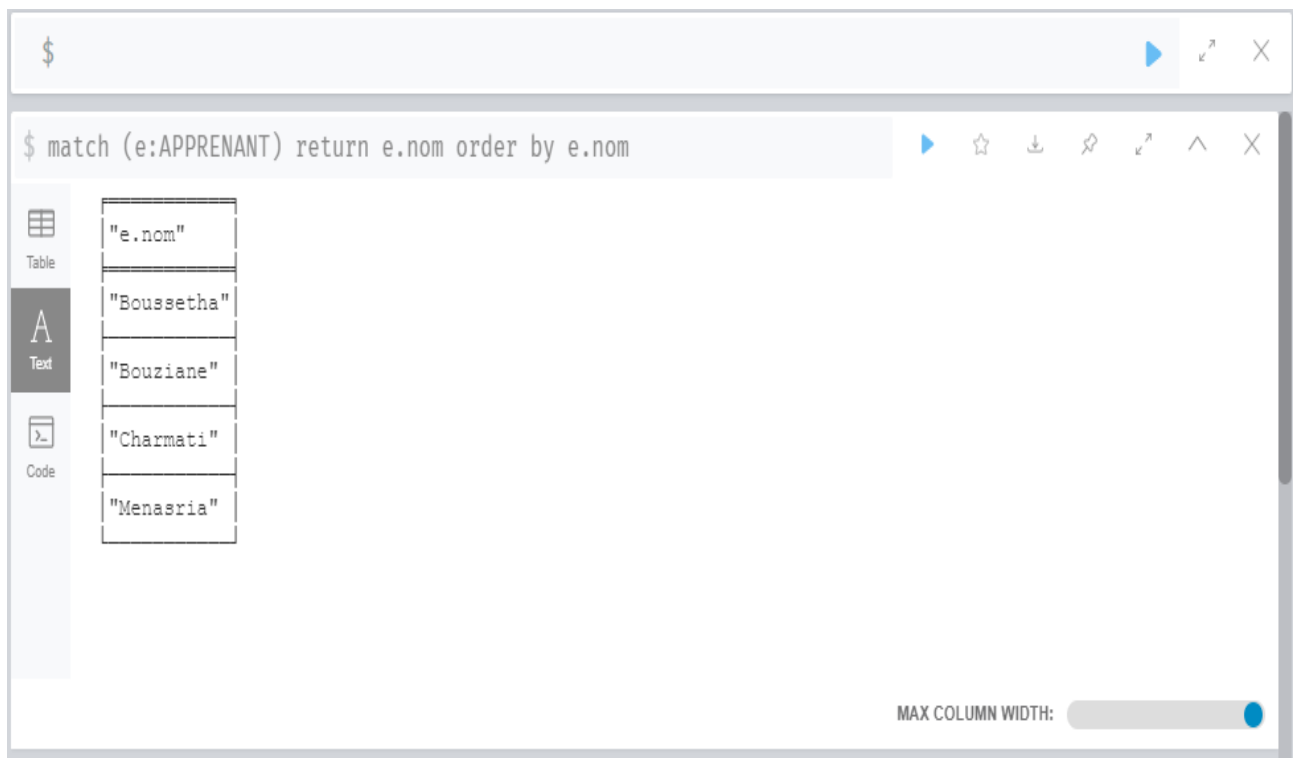 $
$ match (e:APPRENANT) return e.nom order by e.nom
"e.nom"
Table
"Boussetha"
Text
"Bouziane"
"Charmati"
Code
"Menasria"
MAX COLUMN WIDTH: